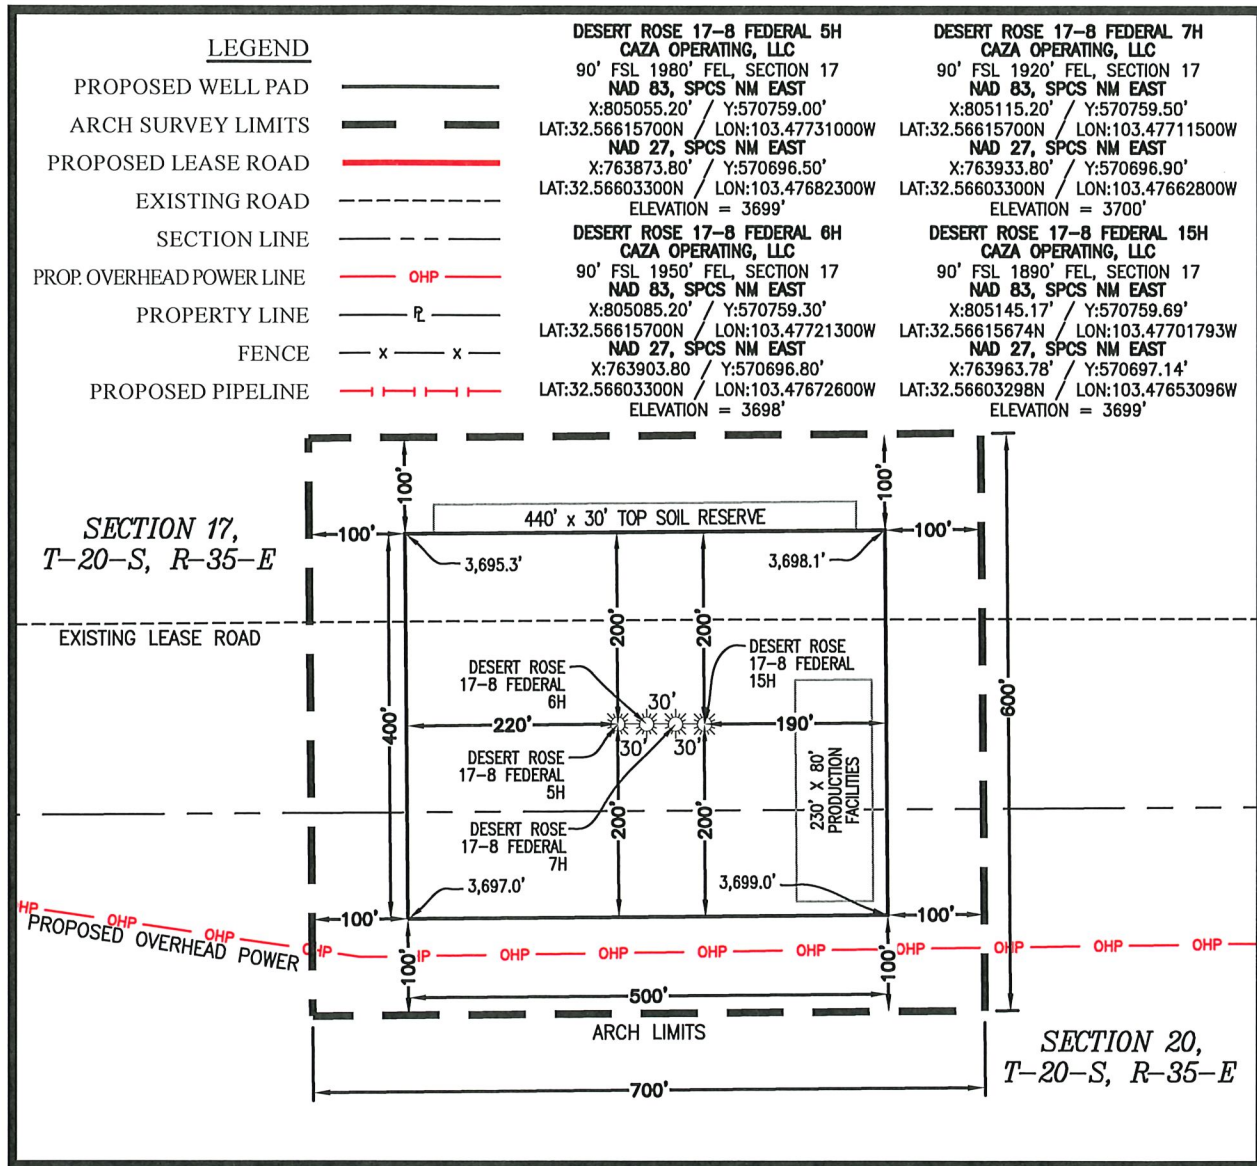 LEGEND
PROPOSED WELL PAD
ARCH SURVEY LIMITS
PROPOSED LEASE ROAD
EXISTING ROAD
SECTION LINE
PROP. OVERHEAD POWER LINE
OHP
PROPERTY LINE
PL
FENCE
X X
PROPOSED PIPELINE
DESERT ROSE 17-8 FEDERAL 5H
CAZA OPERATING, LLC
90' FSL 1980' FEL, SECTION 17
NAD 83, SPCS NM EAST
X:805055.20' / Y:570759.00'
LAT:32.56615700N / LON:103.47731000W
NAD 27, SPCS NM EAST
X:763873.80' / Y:570696.50'
LAT:32.56603300N / LON:103.47682300W
ELEVATION = 3699'
DESERT ROSE 17-8 FEDERAL 7H
CAZA OPERATING, LLC
90' FSL 1920' FEL, SECTION 17
NAD 83, SPCS NM EAST
X:805115.20' / Y:570759.50'
LAT:32.56615700N / LON:103.47711500W
NAD 27, SPCS NM EAST
X:763933.80' / Y:570696.90'
LAT:32.56603300N / LON:103.47662800W
ELEVATION = 3700'
DESERT ROSE 17-8 FEDERAL 6H
CAZA OPERATING, LLC
90' FSL 1950' FEL, SECTION 17
NAD 83, SPCS NM EAST
X:805085.20' / Y:570759.30'
LAT:32.56615700N / LON:103.47721300W
NAD 27, SPCS NM EAST
X:763903.80 / Y:570696.80'
LAT:32.56603300N / LON:103.47672600W
ELEVATION = 3698'
DESERT ROSE 17-8 FEDERAL 15H
CAZA OPERATING, LLC
90' FSL 1890' FEL, SECTION 17
NAD 83, SPCS NM EAST
X:805145.17' / Y:570759.69'
LAT:32.56615674N / LON:103.47701793W
NAD 27, SPCS NM EAST
X:763963.78' / Y:570697.14'
LAT:32.56603298N / LON:103.47653096W
ELEVATION = 3699'
100'
100'
440' x 30' TOP SOIL RESERVE
SECTION 17,
T-20-S, R-35-E
100'
100'
3,695.3'
3,698.1'
EXISTING LEASE ROAD
200'
200'
DESERT ROSE
17-8 FEDERAL
6H
DESERT ROSE
17-8 FEDERAL
15H
600'
400'
220'
30'
190'
30'
30'
DESERT ROSE
17-8 FEDERAL
5H
230' X 80'
PRODUCTION
FACILITIES
200'
200'
DESERT ROSE
17-8 FEDERAL
7H
3,697.0'
3,699.0'
100'
100'
HP OHP OHP OHP HP OHP OHP OHP OHP OHP OHP OHP OHP
PROPOSED OVERHEAD POWER
100'
100'
500'
ARCH LIMITS
SECTION 20,
T-20-S, R-35-E
700'